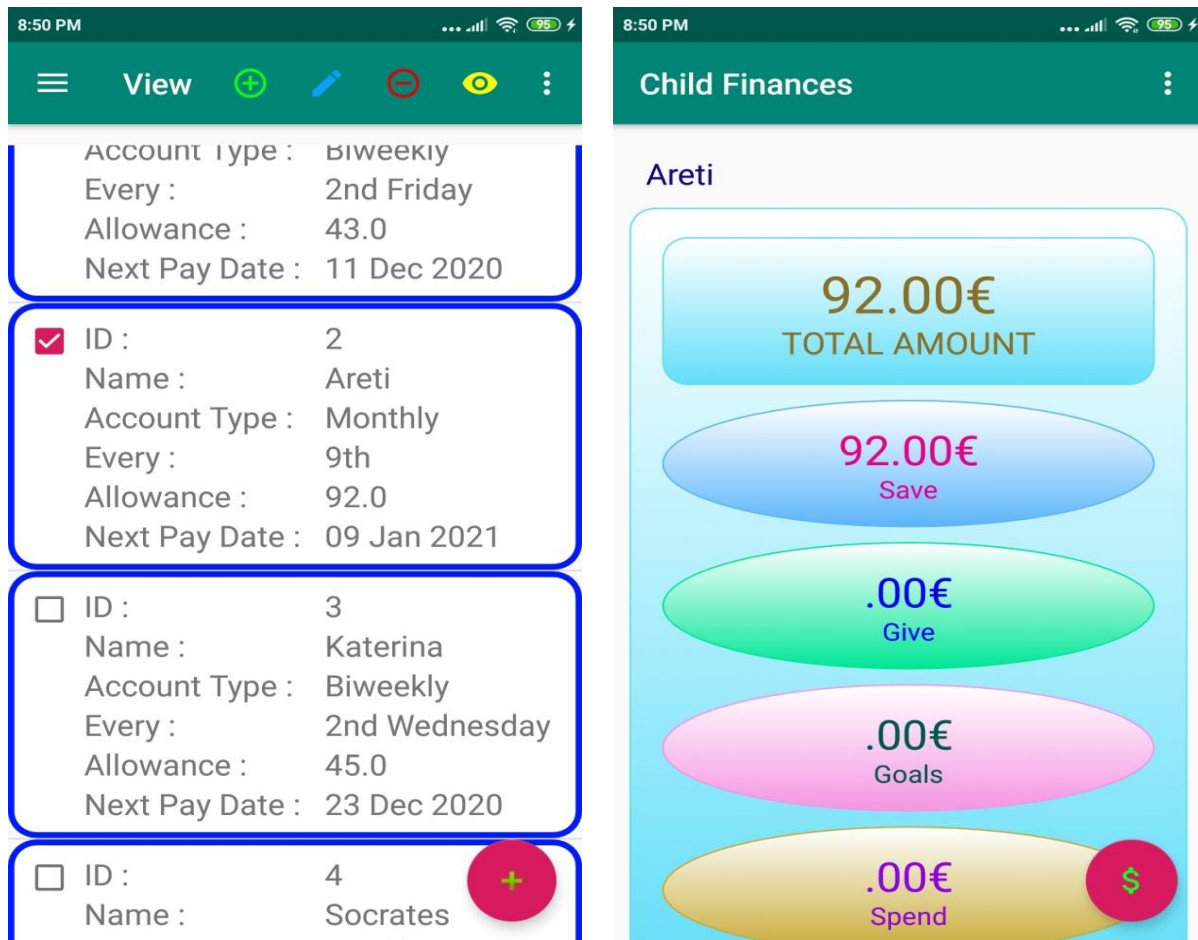 8:50 PM
95
View
Account Type : Biweekly
Every : 2nd Friday
Allowance : 43.0
Next Pay Date : 11 Dec 2020
ID : 2
Name : Areti
Account Type : Monthly
Every : 9th
Allowance : 92.0
Next Pay Date : 09 Jan 2021
ID : 3
Name : Katerina
Account Type : Biweekly
Every : 2nd Wednesday
Allowance : 45.0
Next Pay Date : 23 Dec 2020
ID : 4
Name : Socrates
8:50 PM
95
Child Finances
Areti
92.00€
TOTAL AMOUNT
92.00€
Save
.00€
Give
.00€
Goals
.00€
Spend